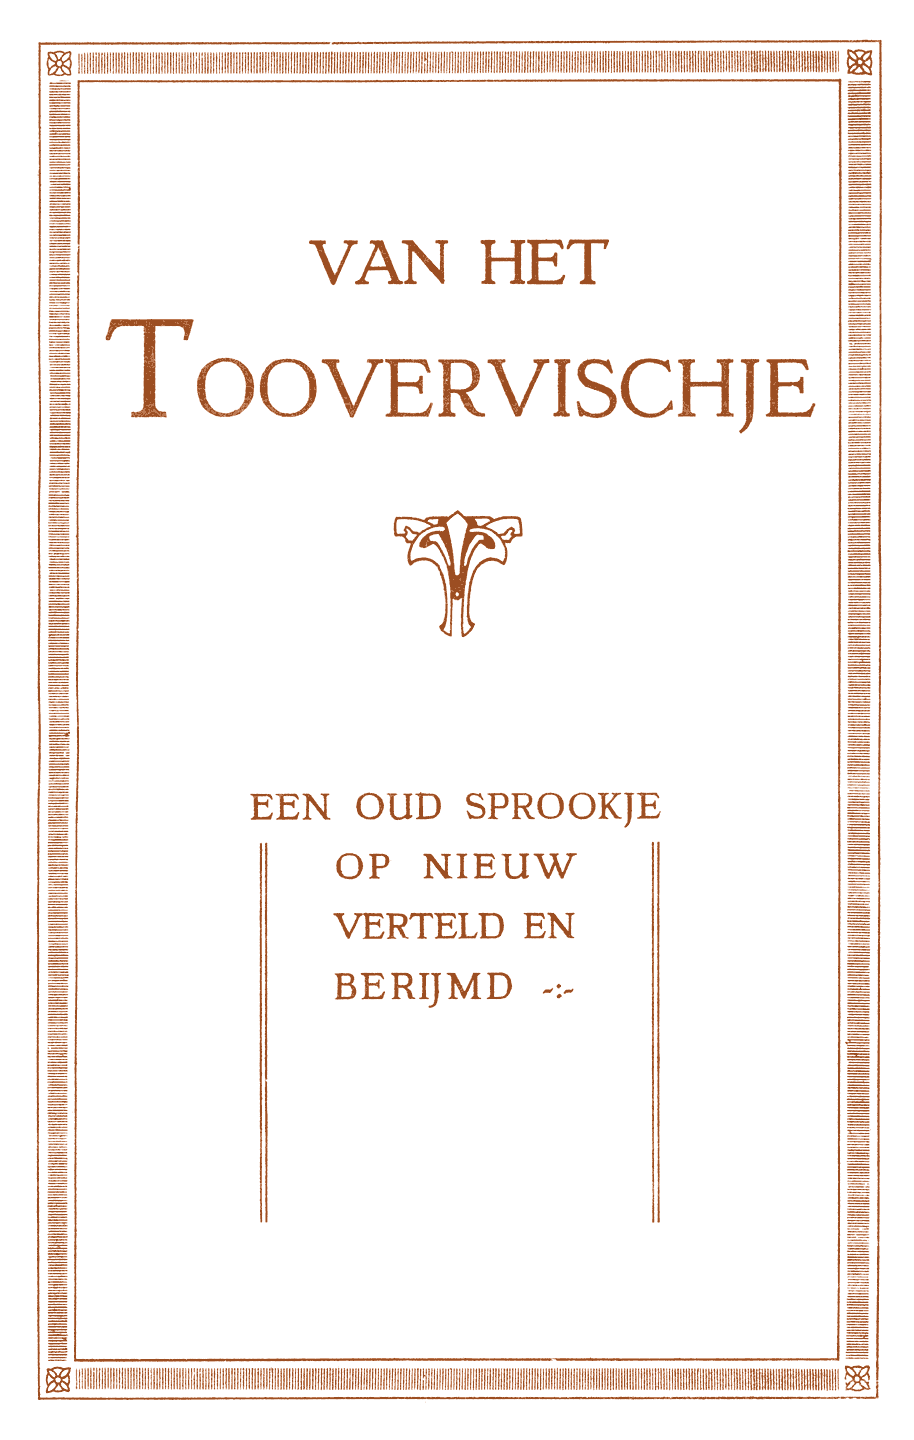 VAN HET
TOOVERVISCHJE
EEN OUD SPROOKJE
OP NIEUW
VERTELD EN
BERIJMD -:-